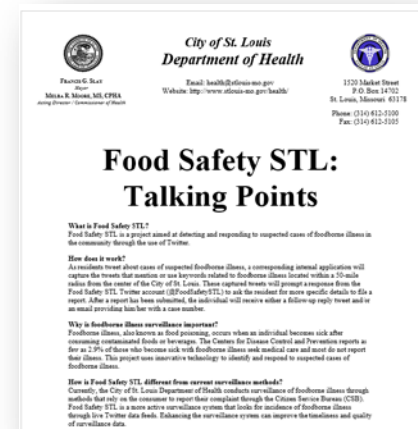 City of St. Louis
Department of Health
Email: health@stlouis-mo.gov
Website: http://www.stlouis-mo.gov/health/
FRANCIS G. SLAY
Mayor
MELBA R. MOORE, MS, CPHA
Acting Director / Commissioner of Health
1520 Market Street
P.O. Box 14702
St. Louis, Missouri 63178
Phone: (314) 612-5100
Fax: (314) 612-5105
Food Safety STL:
Talking Points
What is Food Safety STL?
Food Safety STL is a project aimed at detecting and responding to suspected cases of foodborne illness in
the community through the use of Twitter.
How does it work?
As residents tweet about cases of suspected foodborne illness, a corresponding internal application will
capture the tweets that mention or use keywords related to foodborne illness located within a 50-mile
radius from the center of the City of St. Louis. These captured tweets will prompt a response from the
Food Safety STL Twitter account (@FoodSafetySTL) to ask the resident for more specific details to file a
report. After a report has been submitted, the individual will receive either a follow-up reply tweet and/or
an email providing him/her with a case number.
Why is foodborne illness surveillance important?
Foodborne illness, also known as food poisoning, occurs when an individual becomes sick after
consuming contaminated foods or beverages. The Centers for Disease Control and Prevention reports as
few as 2.9% of those who become sick with foodborne illness seek medical care and most do not report
their illness. This project uses innovative technology to identify and respond to suspected cases of
foodborne illness.
How is Food Safety STL different from current surveillance methods?
Currently, the City of St. Louis Department of Health conducts surveillance of foodborne illness through
methods that rely on the consumer to report their complaint through the Citizen Service Bureau (CSB).
Food Safety STL is a more active surveillance system that looks for incidence of foodborne illness
through live Twitter data feeds. Enhancing the surveillance system can improve the timeliness and quality
of surveillance data.